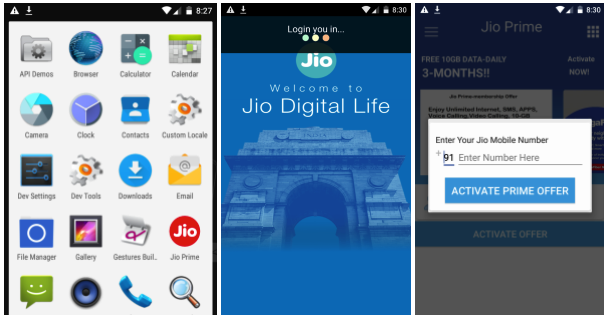 8:27
API Demos
Browser
Calculator
Calendar
Camera
Clock
Contacts
Custom Locale
Dev Settings
Dev Tools
Downloads
Email
File Manager
Gallery
Gestures Buil..
Jio
Jio Prime
8:30
Login you in...
Jio
Welcome to
Jio Digital Life
8:30
Jio Prime
FREE 10GB DATA-DAILY
3-MONTHS!!
Activate
NOW!
Jio Prime-membership Offer
Enjoy Unlimited Internet, SMS, APPS,
Voice Calling,Video Calling, 10-GB
Enter Your Jio Mobile Number
+91 Enter Number Here
ACTIVATE PRIME OFFER
ACTIVATE OFFER